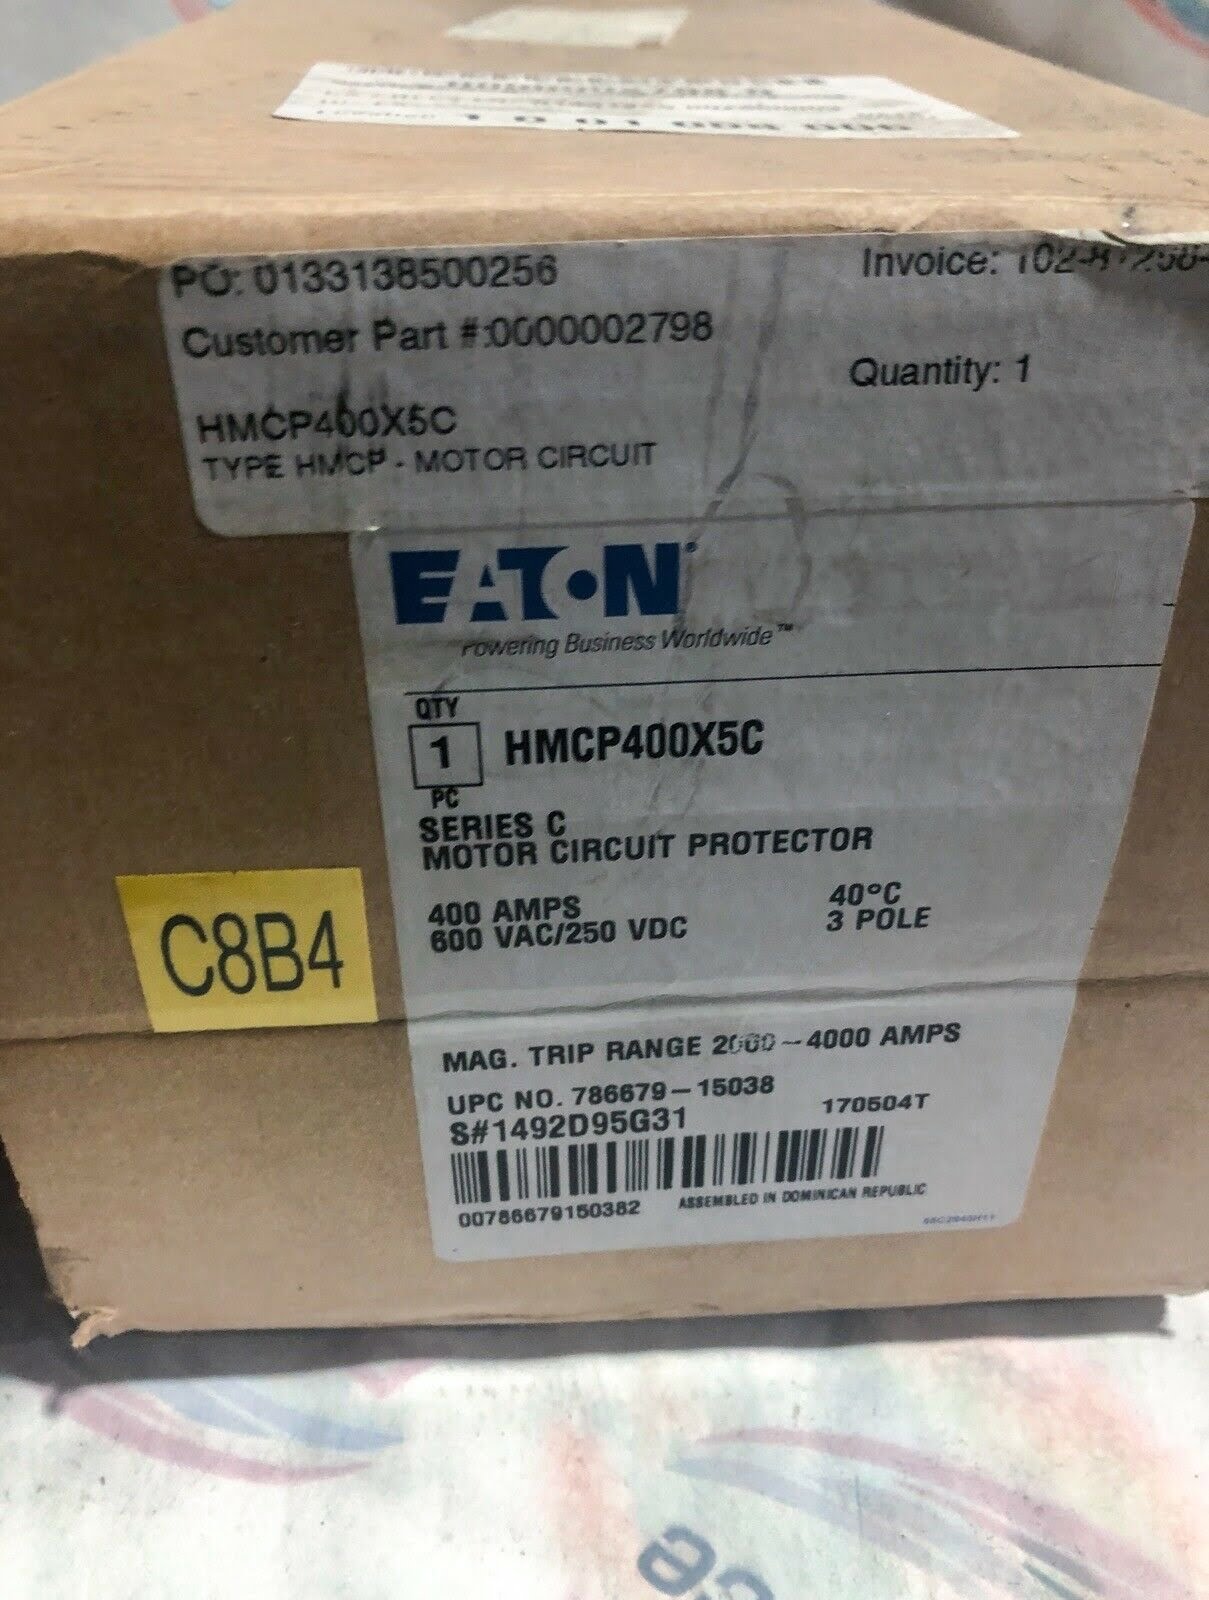 PO: 0133138500256
Invoice:
Customer Part #:0000002798
Quantity: 1
HMCP400X5C
TYPE HMCP - MOTOR CIRCUIT
EATON
Powering Business Worldwide™
QTY
1 HMCP400X5C
PC
SERIES C
MOTOR CIRCUIT PROTECTOR
400 AMPS 40°C
600 VAC/250 VDC 3 POLE
C8B4
MAG. TRIP RANGE 2000-4000 AMPS
UPC NO. 786679-15038
170504T
S#1492D95G31
00786679150382 ASSEMBLED IN DOMINICAN REPUBLIC